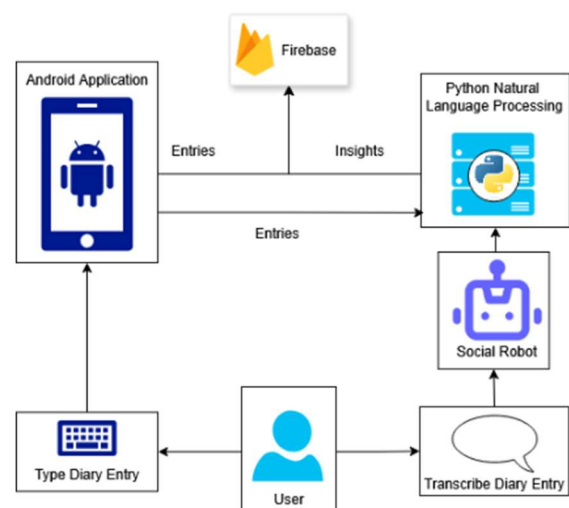 Firebase
Android Application
Python Natural
Language Processing
Entries
Insights
Entries
Social Robot
Type Diary Entry
User
Transcribe Diary Entry